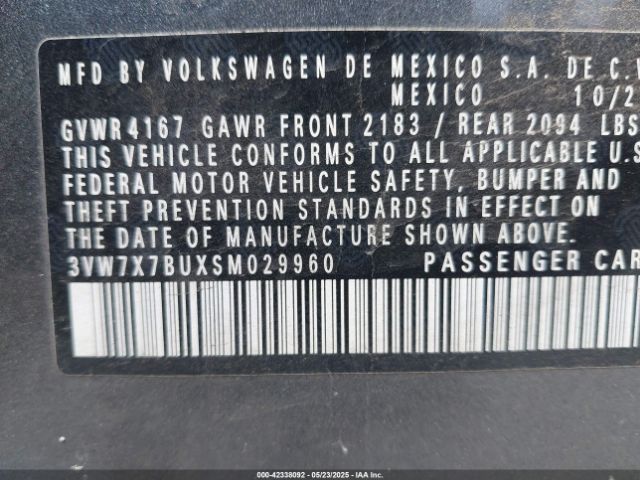 MFD BY VOLKSWAGEN DE MEXICO S.A. DE C.V
MEXICO 10/2
GVWR 4167 GAWR FRONT 2183 / REAR 2094 LBS
THIS VEHICLE CONFORMS TO ALL APPLICABLE U.S
FEDERAL MOTOR VEHICLE SAFETY, BUMPER AND
THEFT PREVENTION STANDARDS IN EFFECT ON
THE DATE OF MANUFACTURE SHOWN ABOVE.
3VW7X7BUXSM029960 PASSENGER CAR
000-42338092 - 05/23/2025 - IAAI.COM